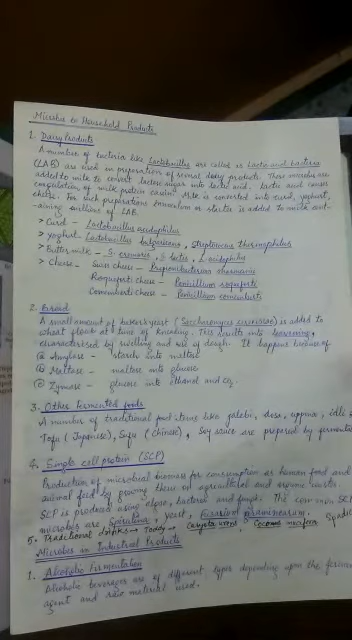 Microbes to Household Products
1. Dairy Products
A number of bacteria like Lactobacillus are called as Lactic acid bacteria
(LAB) are used in preparation of several dairy products. These microbes are
added to milk to convert lactose sugar into lactic acid. Lactic acid causes
coagulation of milk protein casein. Milk is converted into curd, yoghurt,
cheese. For such preparations innoculum or starter is added to milk cont-
-aining millions of LAB.
> Curd - Lactobacillus acidophilus
> Yoghurt - Lactobacillus bulgaricus, streptococcus thermophilus
> Butter milk - S. cremoris, S. lactis, L. acidophilus
> Cheese - Swiss cheese - Propionibacterium shermanii
Roquefort cheese - Penicillium roqueforti
Camembert cheese - Penicillium camemberti
2. Bread
A small amount of baker's yeast (Saccharomyces cerevisiae) is added to
wheat flour at time of kneading. This results into leavening,
characterised by swelling and rise of dough. It happens because of
@ Amylase - starch into maltose
Maltase - maltose into glucose
Zymase - glucose into ethanol and CO2
3. Other fermented foods
A number of traditional food items like jalebi, dosa, uppma, idli
Tofu (Japanese), Sufu (Chinese), Soy sauce are prepared by fermenta
4. Single cell protein (SCP)
Production of microbial biomass for consumption as human food and
animal feed by growing them on agricultural and organic wastes.
SCP is produced using algae, bacteria and fungi. The common SCP
microbes are Spirulina, yeast, Fusarium graminearum.
5. Traditional drinks → Toddy → Caryota urens, Cocos nucifera
Microbes in Industrial Products
1. Alcoholic Fermentation
Alcoholic beverages are of different types depending upon the ferme
agent and raw material used.